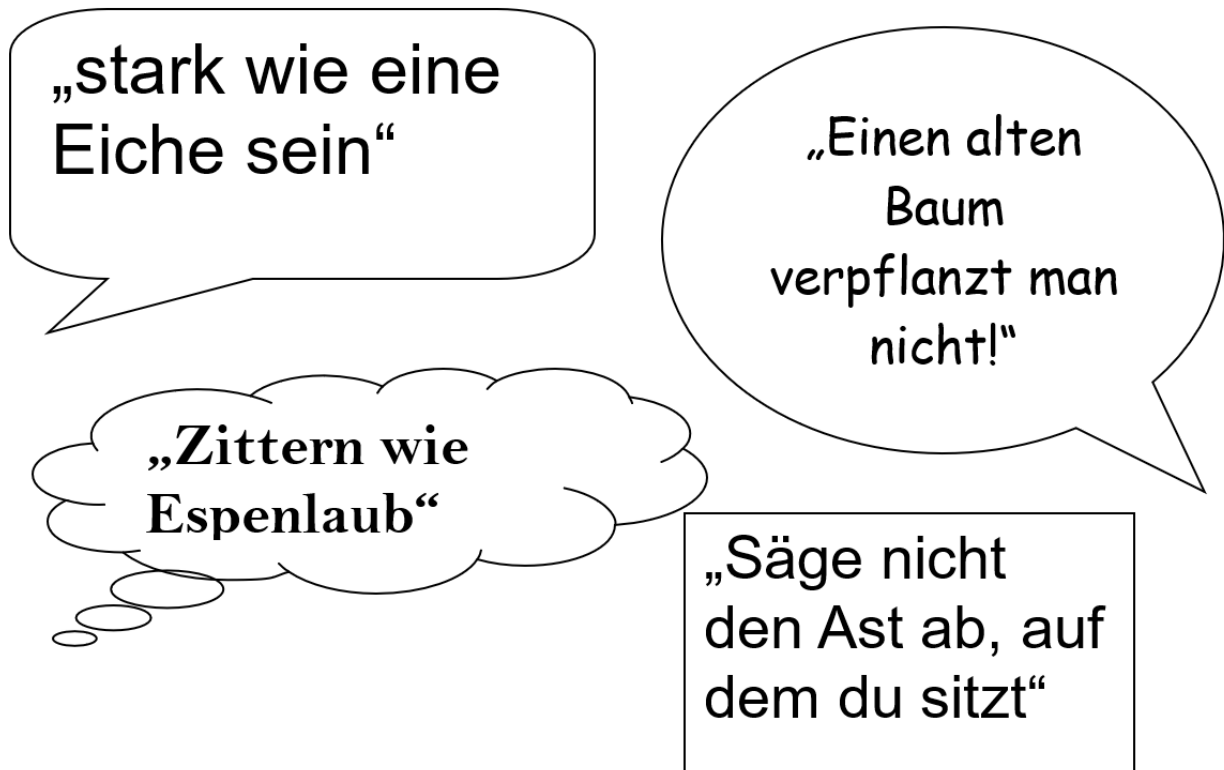 „stark wie eine
Eiche sein“
„Einen alten
Baum
verpflanzt man
nicht!“
„Zittern wie
Espenlaub“
„Säge nicht
den Ast ab, auf
dem du sitzt“